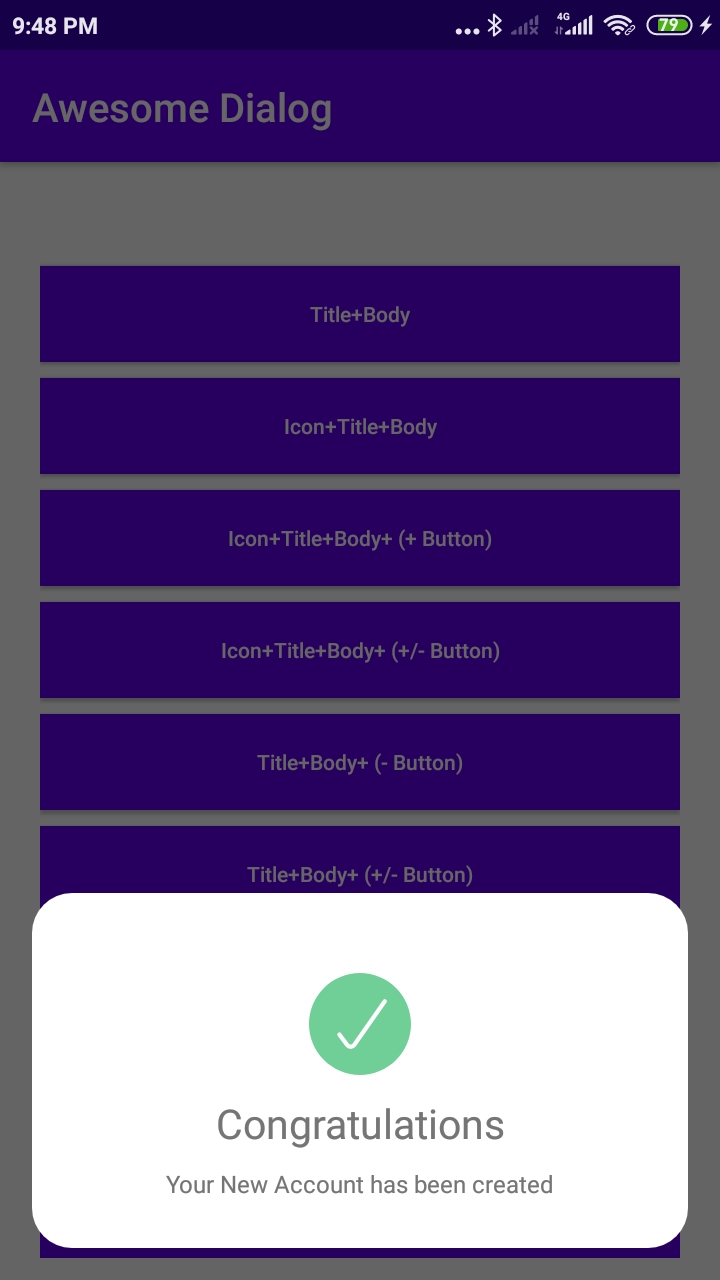 9:48 PM
4G
79
Awesome Dialog
Title+Body
Icon+Title+Body
Icon+Title+Body+ (+ Button)
Icon+Title+Body+ (+/- Button)
Title+Body+ (- Button)
Title+Body+ (+/- Button)
Congratulations
Your New Account has been created